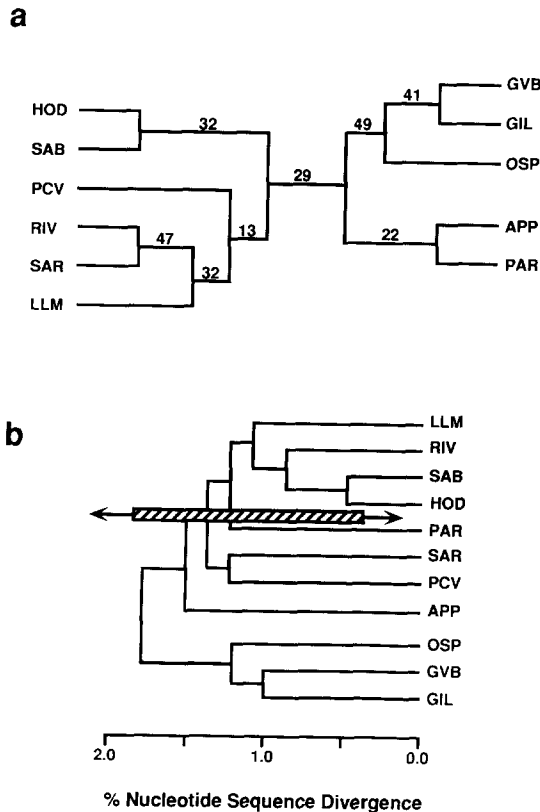 a
HOD
SAB
PCV
RIV
SAR
LLM
32
47
32
13
29
49
41
22
GVB
GIL
OSP
APP
PAR
b
LLM
RIV
SAB
HOD
PAR
SAR
PCV
APP
OSP
GVB
GIL
2.0 1.0 0.0
% Nucleotide Sequence Divergence